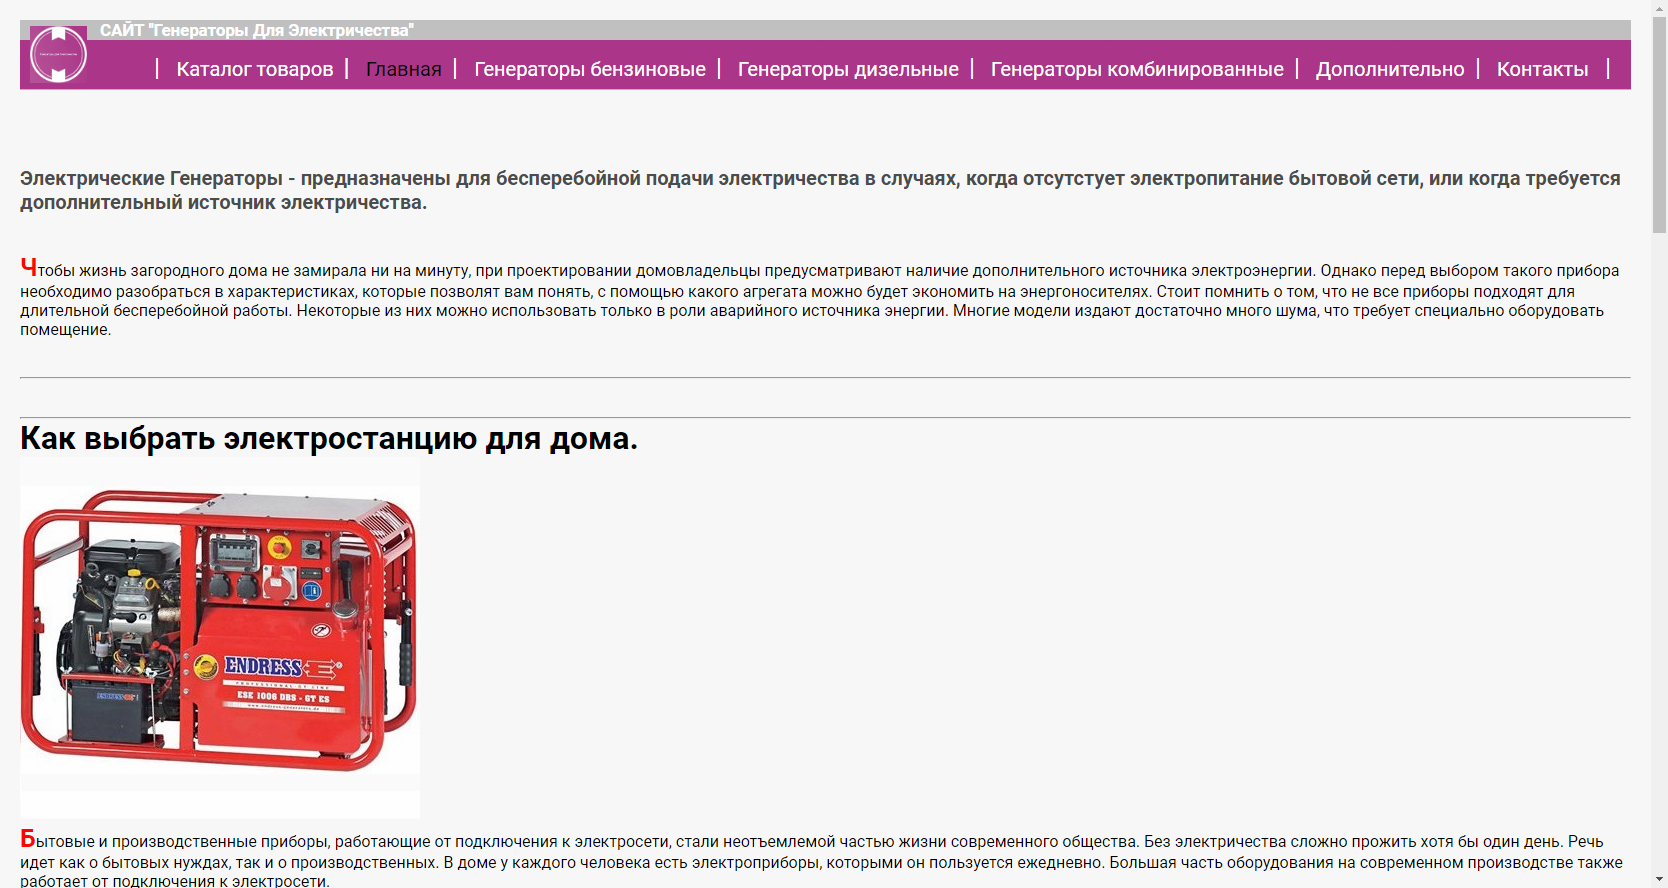 САЙТ "Генераторы Для Электричества"
| Каталог товаров | Главная | Генераторы бензиновые | Генераторы дизельные | Генераторы комбинированные | Дополнительно | Контакты |
Электрические Генераторы - предназначены для бесперебойной подачи электричества в случаях, когда отсутстует электропитание бытовой сети, или когда требуется
дополнительный источник электричества.
Чтобы жизнь загородного дома не замирала ни на минуту, при проектировании домовладельцы предусматривают наличие дополнительного источника электроэнергии. Однако перед выбором такого прибора
необходимо разобраться в характеристиках, которые позволят вам понять, с помощью какого агрегата можно будет экономить на энергоносителях. Стоит помнить о том, что не все приборы подходят для
длительной бесперебойной работы. Некоторые из них можно использовать только в роли аварийного источника энергии. Многие модели издают достаточно много шума, что требует специально оборудовать
помещение.
Как выбрать электростанцию для дома.
ENDRESS
PROFESSIONAL GT LINE
ESE 1006 DBS - GT ES
ENDRESS
Бытовые и производственные приборы, работающие от подключения к электросети, стали неотъемлемой частью жизни современного общества. Без электричества сложно прожить хотя бы один день. Речь
идет как о бытовых нуждах, так и о производственных. В доме у каждого человека есть электроприборы, которыми он пользуется ежедневно. Большая часть оборудования на современном производстве также
работает от подключения к электросети.